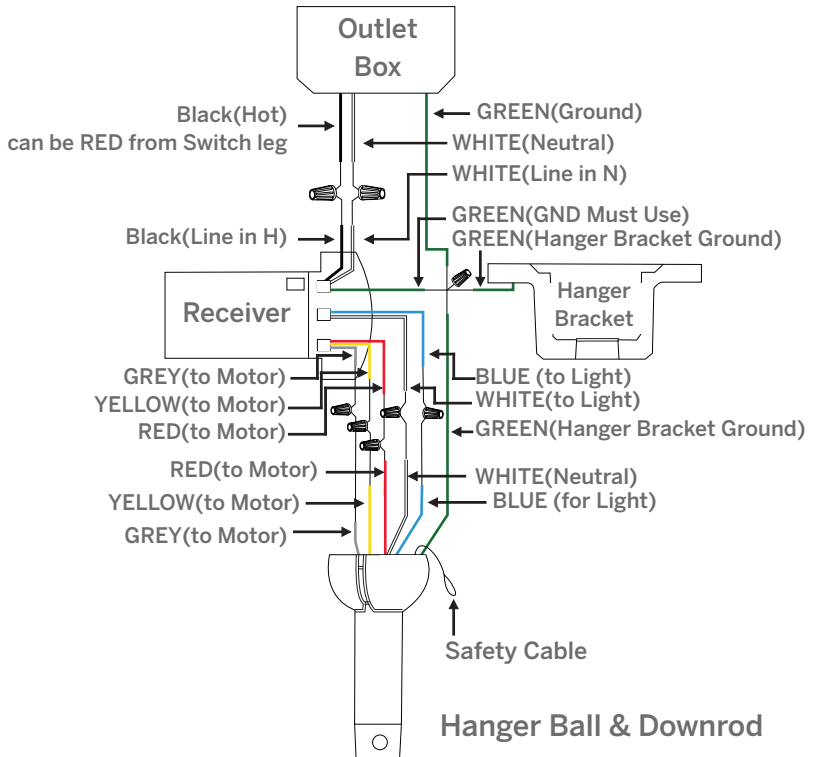 Outlet
Box
Black(Hot)
can be RED from Switch leg
GREEN(Ground)
WHITE(Neutral)
WHITE(Line in N)
GREEN(GND Must Use)
Black(Line in H)
GREEN(Hanger Bracket Ground)
Receiver
Hanger
Bracket
GREY(to Motor)
BLUE (to Light)
YELLOW(to Motor)
WHITE(to Light)
RED(to Motor)
GREEN(Hanger Bracket Ground)
RED(to Motor)
WHITE(Neutral)
YELLOW(to Motor)
BLUE (for Light)
GREY(to Motor)
Safety Cable
Hanger Ball & Downrod